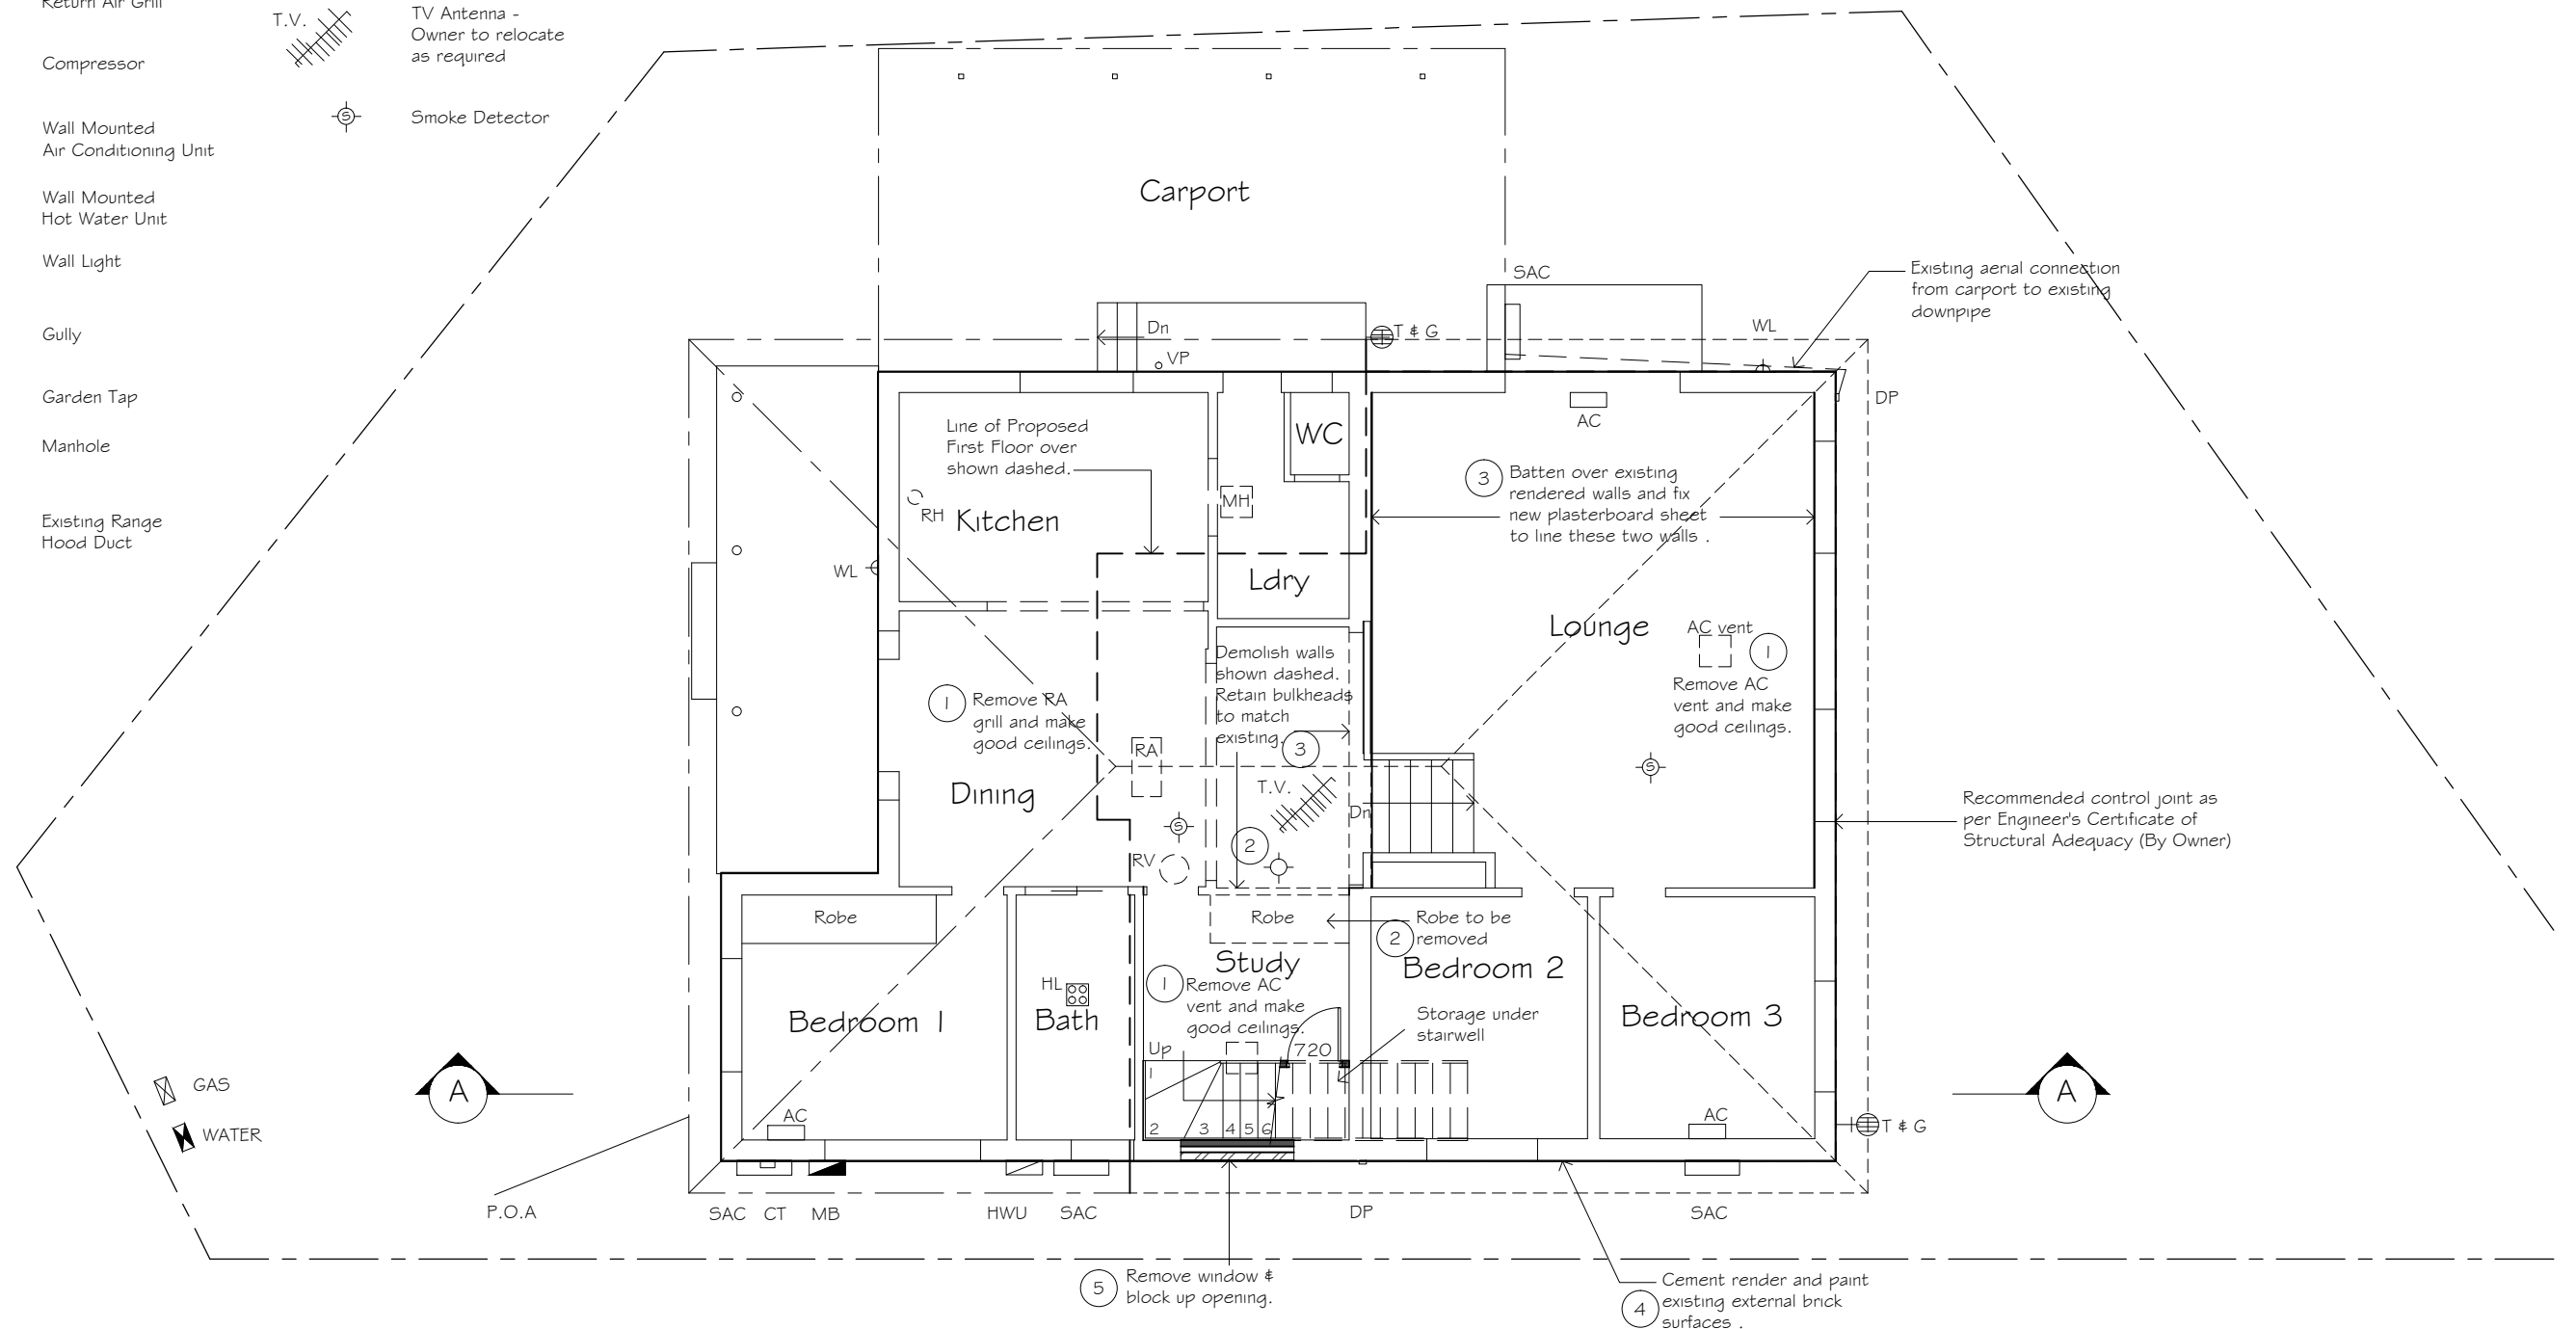 Return Air Grill
Compressor
Wall Mounted
Air Conditioning Unit
Wall Mounted
Hot Water Unit
Wall Light
Gully
Garden Tap
Manhole
Existing Range
Hood Duct
T.V.
TV Antenna -
Owner to relocate
as required
S
Smoke Detector
Carport
SAC
Existing aerial connection
from carport to existing
downpipe
Dn
T & G
WL
VP
DP
AC
Line of Proposed
First Floor over
shown dashed.
WC
3
Batten over existing
rendered walls and fix
new plasterboard sheet
to line these two walls .
RH
Kitchen
MH
WL
Ldry
Lounge
AC vent
1
Remove AC
vent and make
good ceilings.
Demolish walls
shown dashed.
Retain bulkheads
to match
existing.
3
1
Remove RA
grill and make
good ceilings.
RA
S
Dining
T.V.
Dn
S
2
RV
Recommended control joint as
per Engineer's Certificate of
Structural Adequacy (By Owner)
Robe
Robe
Robe to be
removed
2
Study
Bedroom 2
1
Remove AC
vent and make
good ceilings.
HL
Bath
Bedroom 1
Storage under
stairwell
Bedroom 3
Up
720
1
2
3
4
5
6
AC
AC
GAS
WATER
A
A
T & G
P.O.A
SAC
CT
MB
HWU
SAC
DP
SAC
5
Remove window &
block up opening.
4
Cement render and paint
existing external brick
surfaces .